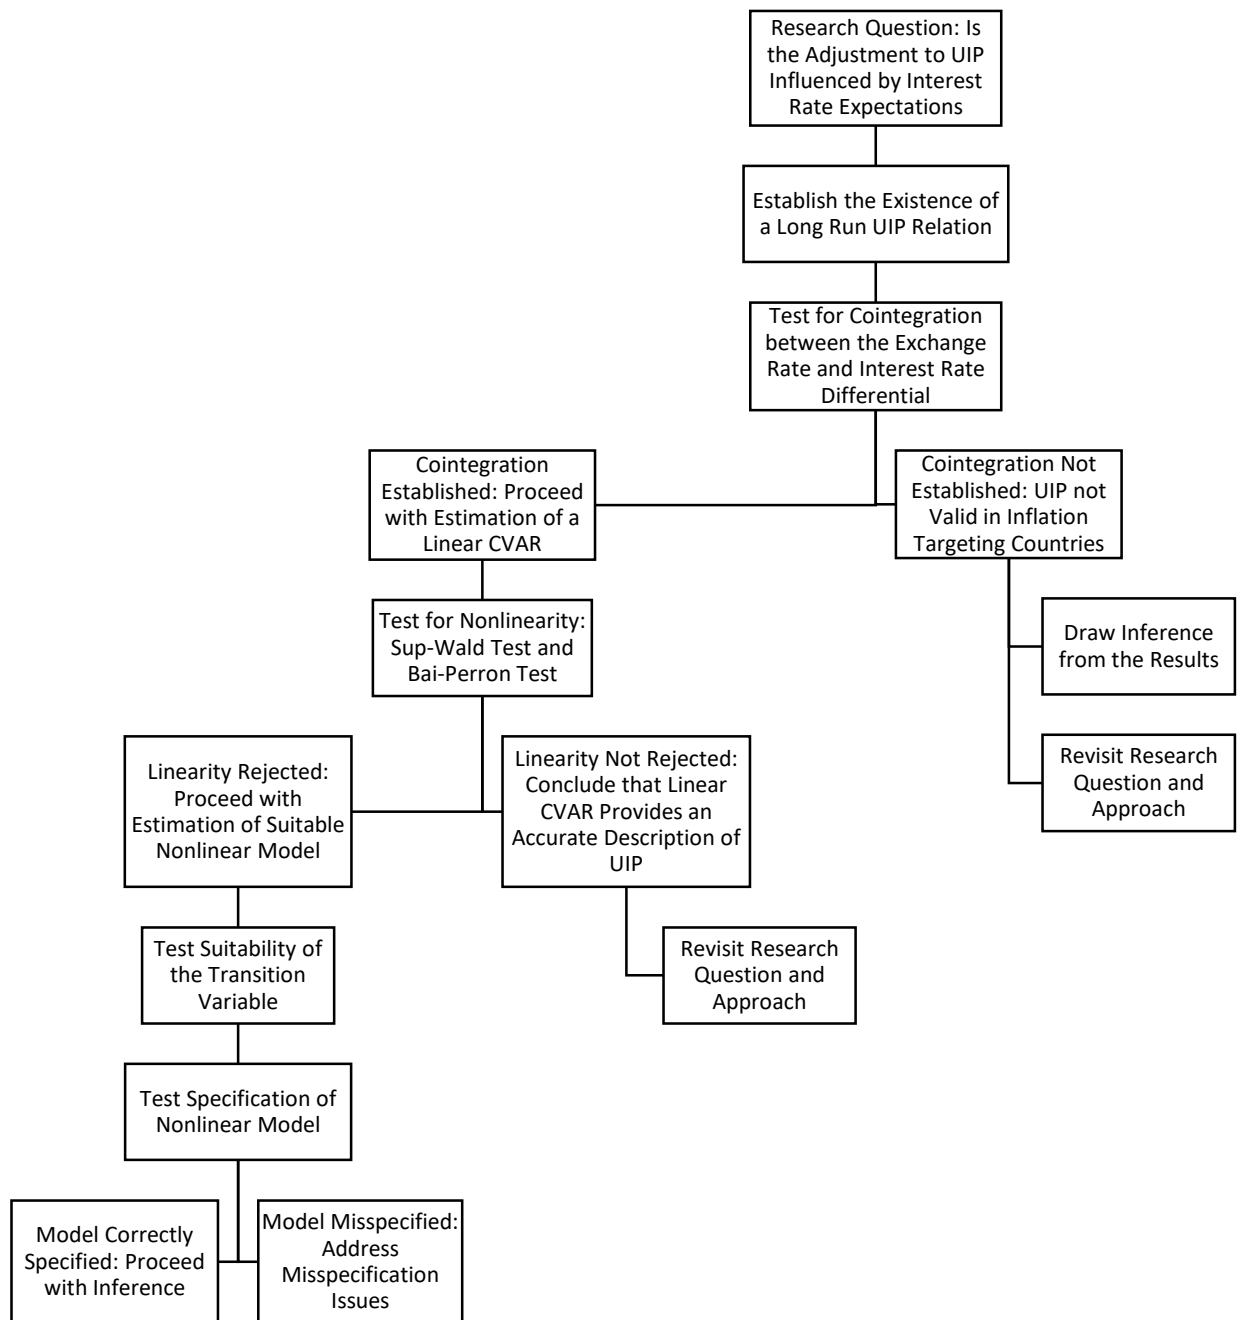 Research Question: Is
the Adjustment to UIP
Influenced by Interest
Rate Expectations
Establish the Existence of
a Long Run UIP Relation
Test for Cointegration
between the Exchange
Rate and Interest Rate
Differential
Cointegration
Established: Proceed
with Estimation of a
Linear CVAR
Cointegration Not
Established: UIP not
Valid in Inflation
Targeting Countries
Test for Nonlinearity:
Sup-Wald Test and
Bai-Perron Test
Draw Inference
from the Results
Revisit Research
Question and
Approach
Linearity Rejected:
Proceed with
Estimation of Suitable
Nonlinear Model
Linearity Not Rejected:
Conclude that Linear
CVAR Provides an
Accurate Description of
UIP
Test Suitability of
the Transition
Variable
Revisit Research
Question and
Approach
Test Specification of
Nonlinear Model
Model Correctly
Specified: Proceed
with Inference
Model Misspecified:
Address
Misspecification
Issues